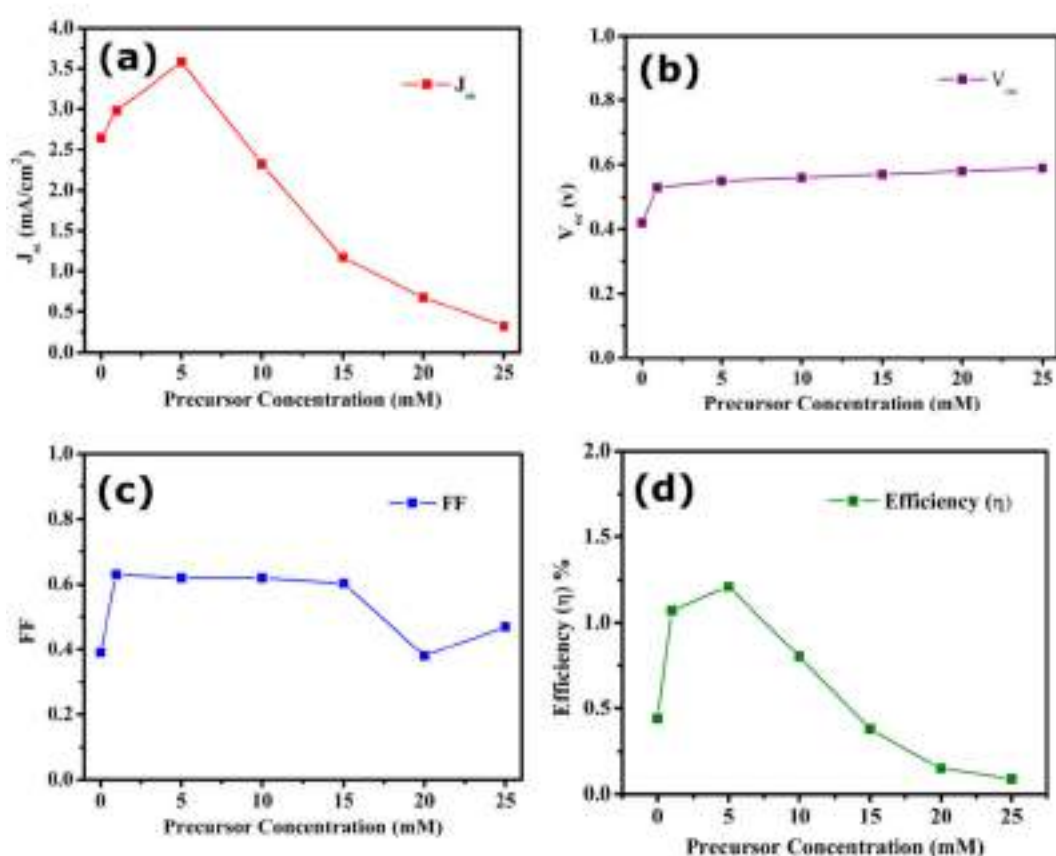 (a)
J
J (mA/cm²)
4.0
3.5
3.0
2.5
2.0
1.5
1.0
0.5
0.0
0 5 10 15 20 25
Precursor Concentration (mM)
(b)
V
V (v)
1.0
0.8
0.6
0.4
0.2
0.0
0 5 10 15 20 25
Precursor Concentration (mM)
(c)
FF
FF
1.0
0.8
0.6
0.4
0.2
0.0
0 5 10 15 20 25
Precursor Concentration (mM)
(d)
Efficiency (η)
Efficiency (η) %
2.0
1.5
1.0
0.5
0.0
0 5 10 15 20 25
Precursor Concentration (mM)